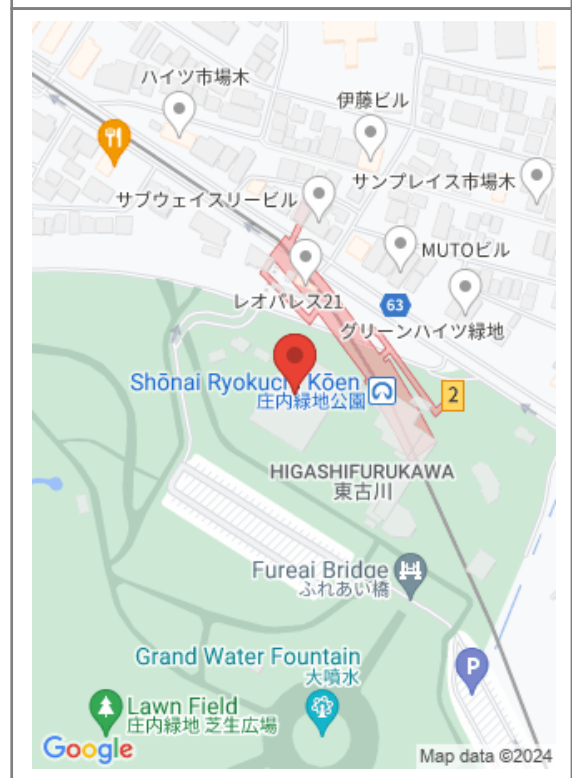 ハイツ市場木
伊藤ビル
サンプレイス市場木
サブウェイスリービル
MUTOビル
レオパレス21
63
グリーンハイツ緑地
Shōnai Ryokuchi Kōen
庄内緑地公園
2
HIGASHIFURUKAWA
東古川
Fureai Bridge
ふれあい橋
Grand Water Fountain
大噴水
P
Lawn Field
庄内緑地 芝生広場
Google
Map data ©2024